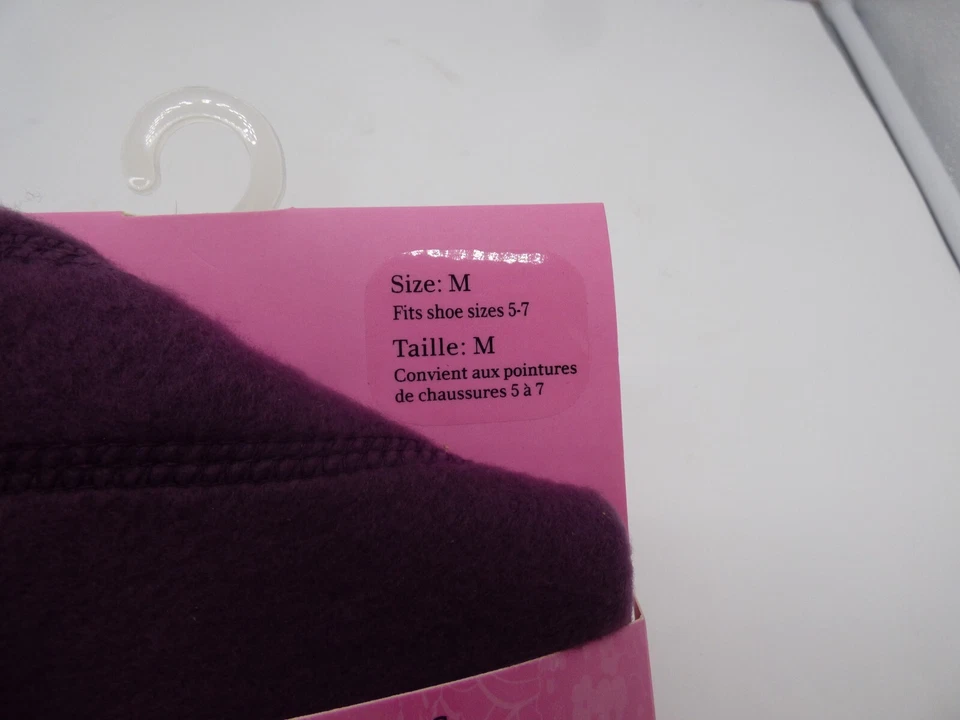 Size: M
Fits shoe sizes 5-7
Taille: M
Convient aux pointures
de chaussures 5 à 7